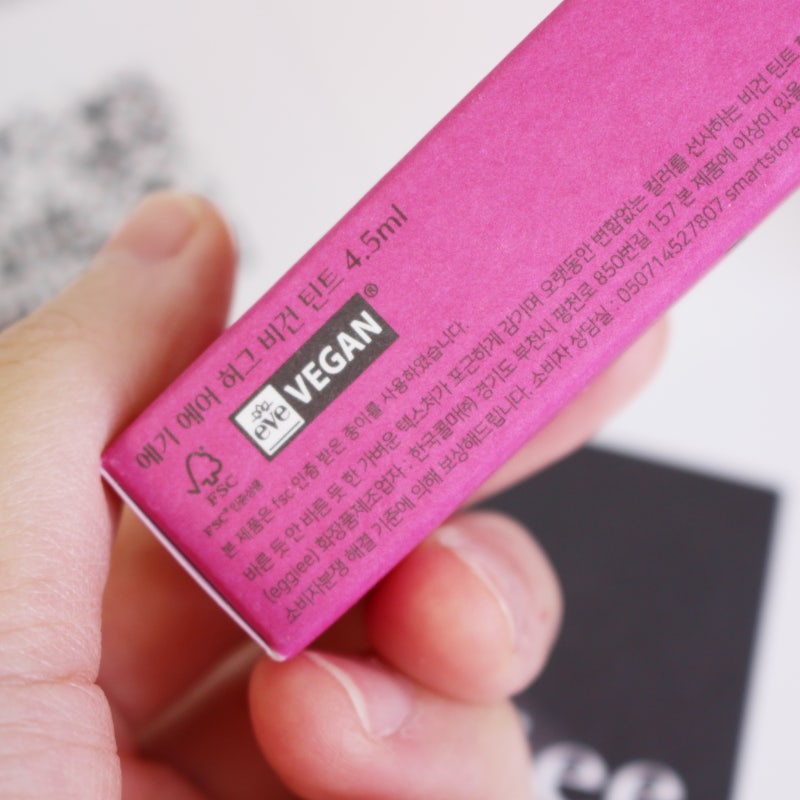 에기 에어 허그 비건 틴트 4.5ml
eve VEGAN®
FSC
FSC® 인증상품
본 제품은 fsc 인증 받은 종이를 사용하였습니다.
바른 듯 안 바른 듯 한 가벼운 텍스처가 포근하게 감기며 오랫동안 변함없는 컬러를 선사하는 비건 틴트
(eggiee) 화장품제조업자 : 한국콜마㈜ 경기도 부천시 평천로 850번길 157 본 제품에 이상이 있을
소비자분쟁 해결 기준에 의해 보상해드립니다. 소비자 상담실 : 050714527807 smartstore
ee